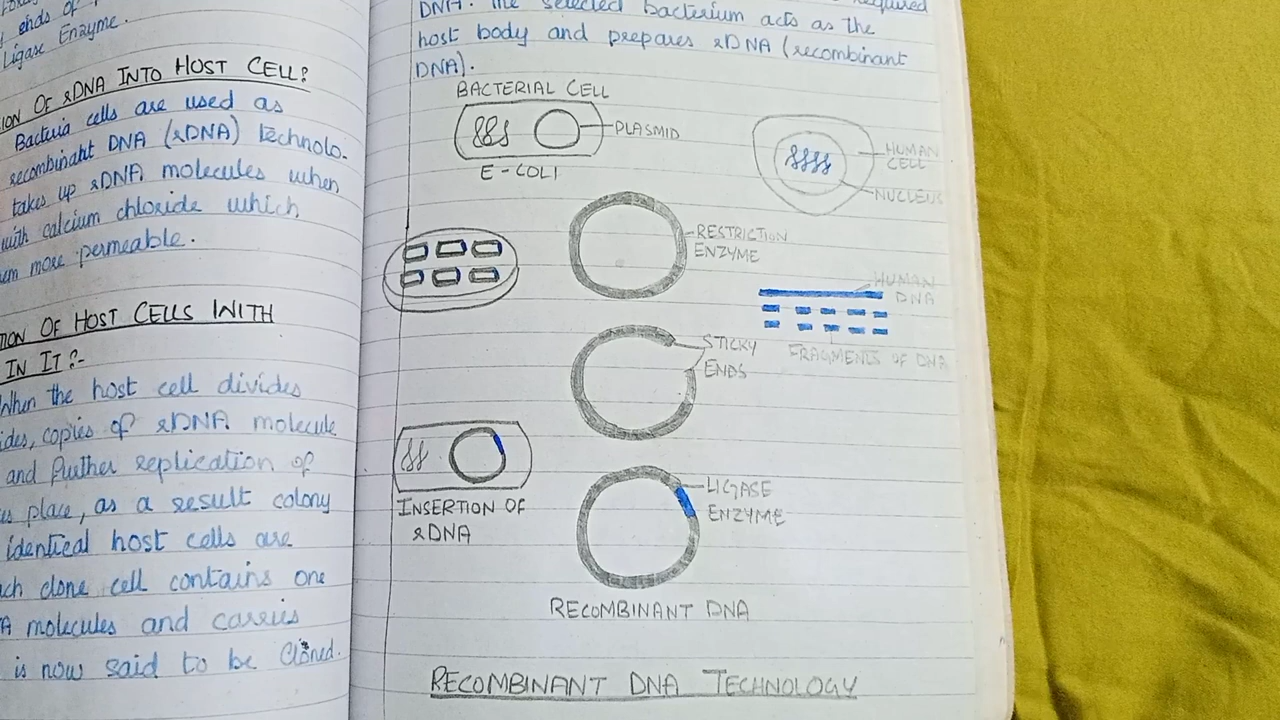 ends of
Ligase Enzyme.
ION OF rDNA INTO HOST CELL?
Bacteria cells are used as
recombinant DNA (rDNA) technolo-
takes up rDNA molecules when
with calcium chloride which
em more permeable.
TION OF HOST CELLS WITH
IN IT?-
When the host cell divides
ides, copies of rDNA molecule
and further replication of
es place, as a result colony
identical host cells are
ach clone cell contains one
A molecules and carries
is now said to be Cloned.
DNA. The selected bacterium acts as the
host body and prepares rDNA (recombinant
DNA).
BACTERIAL CELL
PLASMID
E-COLI
HUMAN
CELL
NUCLEUS
RESTRICTION
ENZYME
HUMAN
DNA
FRAGMENTS OF DNA
STICKY
ENDS
INSERTION OF
rDNA
LIGASE
ENZYME
RECOMBINANT DNA
RECOMBINANT DNA TECHNOLOGY